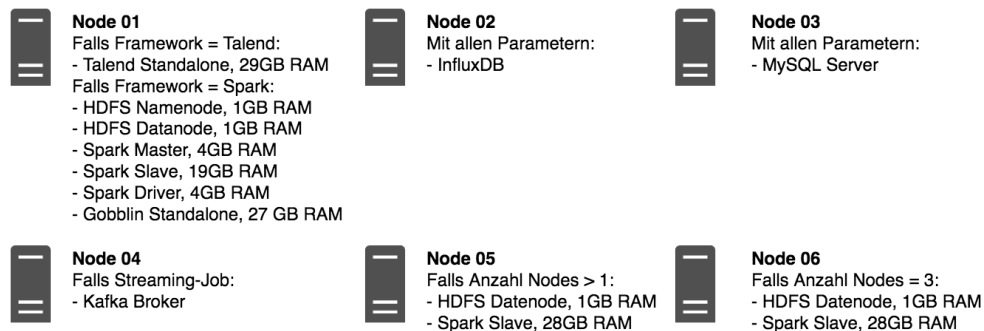 Node 01
Falls Framework = Talend:
- Talend Standalone, 29GB RAM
Falls Framework = Spark:
- HDFS Namenode, 1GB RAM
- HDFS Datanode, 1GB RAM
- Spark Master, 4GB RAM
- Spark Slave, 19GB RAM
- Spark Driver, 4GB RAM
- Gobblin Standalone, 27 GB RAM
Node 02
Mit allen Parametern:
- InfluxDB
Node 03
Mit allen Parametern:
- MySQL Server
Node 04
Falls Streaming-Job:
- Kafka Broker
Node 05
Falls Anzahl Nodes > 1:
- HDFS Datenode, 1GB RAM
- Spark Slave, 28GB RAM
Node 06
Falls Anzahl Nodes = 3:
- HDFS Datenode, 1GB RAM
- Spark Slave, 28GB RAM